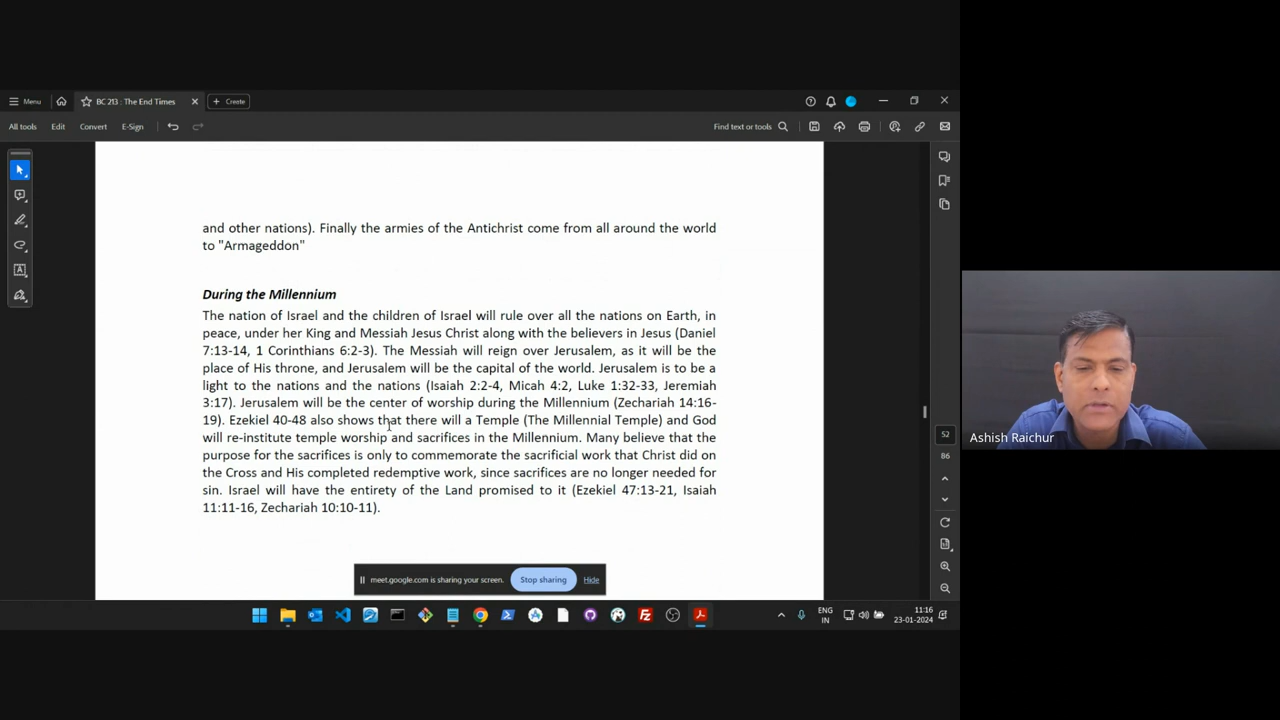 Menu
BC 213 : The End Times
Create
All tools
Edit
Convert
E-Sign
Find text or tools
and other nations). Finally the armies of the Antichrist come from all around the world
to "Armageddon"
During the Millennium
The nation of Israel and the children of Israel will rule over all the nations on Earth, in
peace, under her King and Messiah Jesus Christ along with the believers in Jesus (Daniel
7:13-14, 1 Corinthians 6:2-3). The Messiah will reign over Jerusalem, as it will be the
place of His throne, and Jerusalem will be the capital of the world. Jerusalem is to be a
light to the nations and the nations (Isaiah 2:2-4, Micah 4:2, Luke 1:32-33, Jeremiah
3:17). Jerusalem will be the center of worship during the Millennium (Zechariah 14:16-
19). Ezekiel 40-48 also shows that there will a Temple (The Millennial Temple) and God
will re-institute temple worship and sacrifices in the Millennium. Many believe that the
purpose for the sacrifices is only to commemorate the sacrificial work that Christ did on
the Cross and His completed redemptive work, since sacrifices are no longer needed for
sin. Israel will have the entirety of the Land promised to it (Ezekiel 47:13-21, Isaiah
11:11-16, Zechariah 10:10-11).
52
86
Ashish Raichur
meet.google.com is sharing your screen.
Stop sharing
Hide
ENG
IN
11:16
23-01-2024